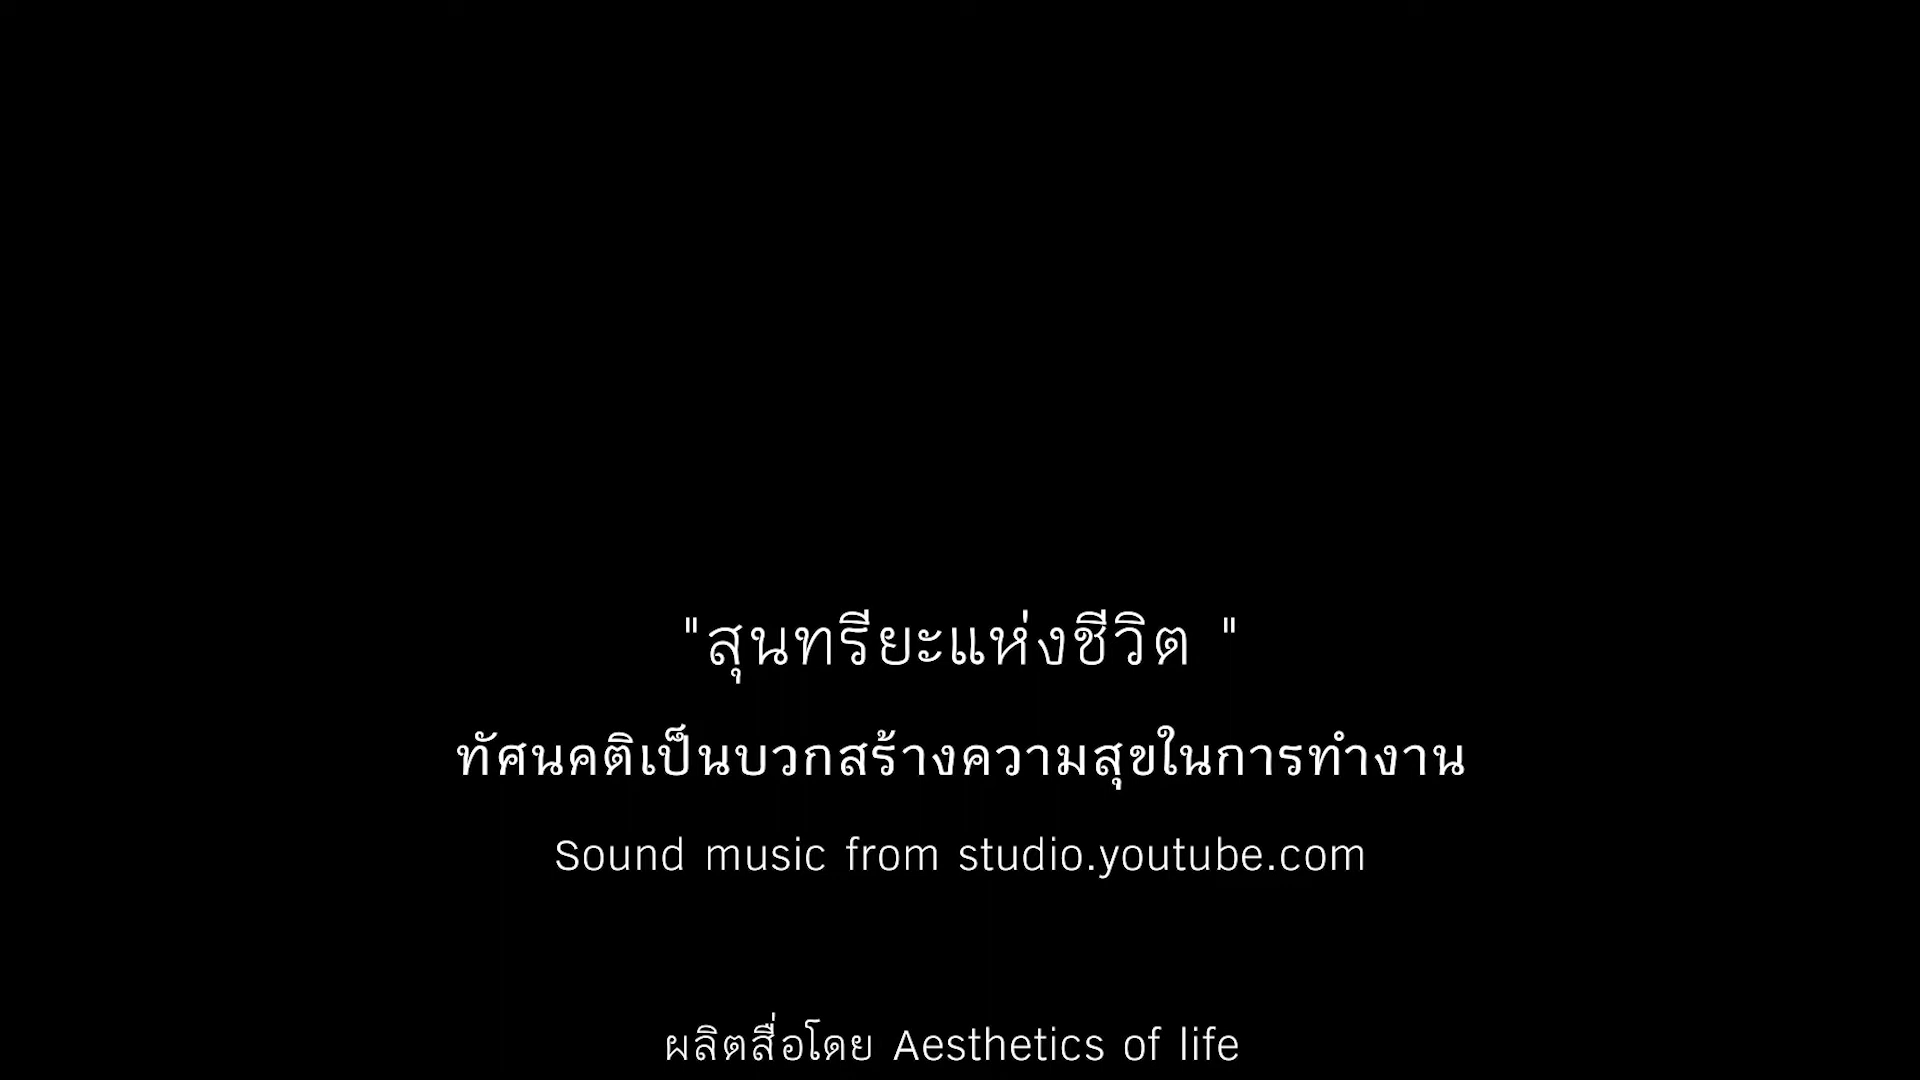 "สุนทรียะแห่งชีวิต "
ทัศนคติเป็นบวกสร้างความสุขในการทำงาน
Sound music from studio.youtube.com
ผลิตสื่อโดย Aesthetics of life